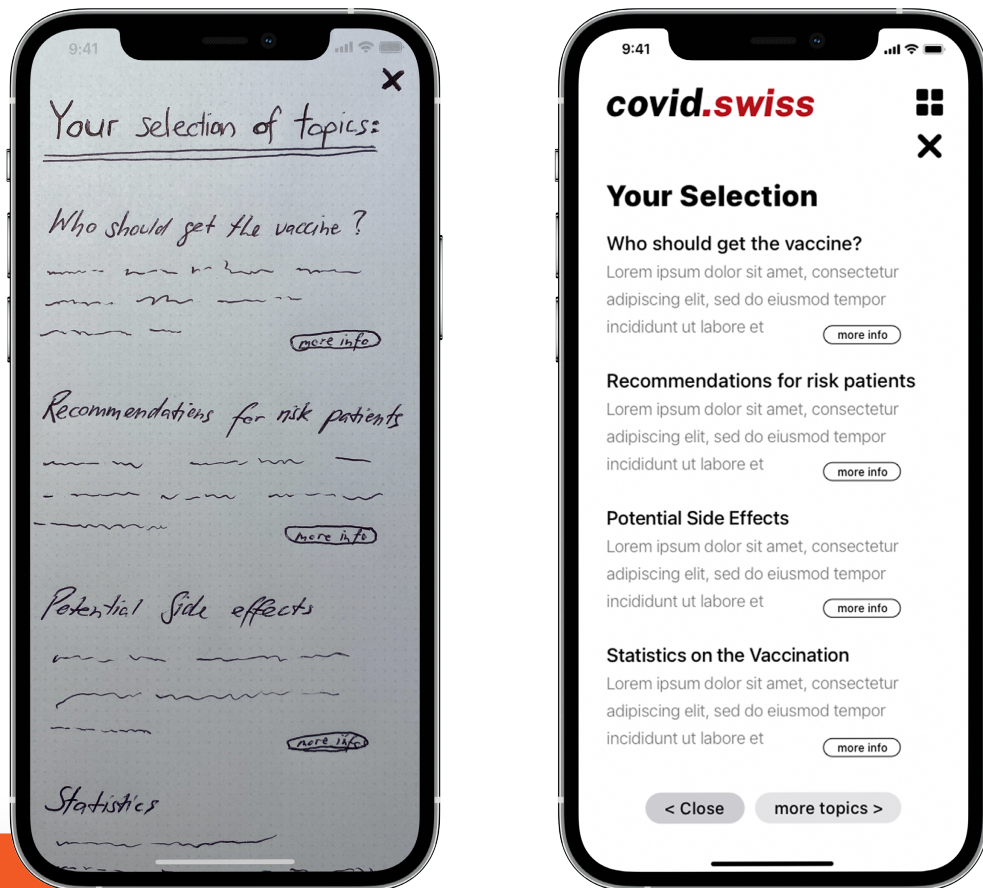 9:41
Your selection of topics:
Who should get the vaccine?
more info
Recommendations for risk patients
more info
Potential Side effects
more info
Statistics
9:41
covid.swiss
Your Selection
Who should get the vaccine?
Lorem ipsum dolor sit amet, consectetur
adipiscing elit, sed do eiusmod tempor
incididunt ut labore et
more info
Recommendations for risk patients
Lorem ipsum dolor sit amet, consectetur
adipiscing elit, sed do eiusmod tempor
incididunt ut labore et
more info
Potential Side Effects
Lorem ipsum dolor sit amet, consectetur
adipiscing elit, sed do eiusmod tempor
incididunt ut labore et
more info
Statistics on the Vaccination
Lorem ipsum dolor sit amet, consectetur
adipiscing elit, sed do eiusmod tempor
incididunt ut labore et
more info
< Close
more topics >